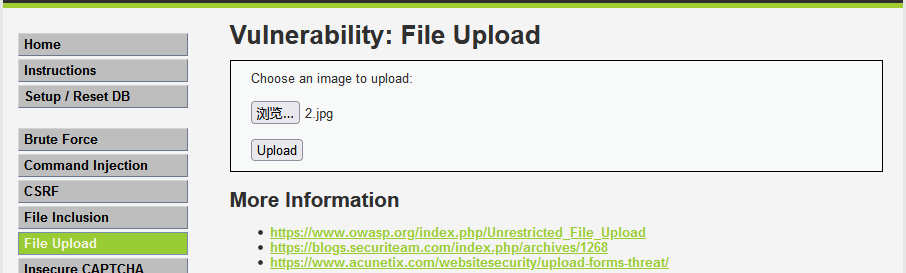 Home
Instructions
Setup / Reset DB
Brute Force
Command Injection
CSRF
File Inclusion
File Upload
Insecure CAPTCHA
Vulnerability: File Upload
Choose an image to upload:
浏览... 2.jpg
Upload
More Information
https://www.owasp.org/index.php/Unrestricted_File_Upload
https://blogs.securiteam.com/index.php/archives/1268
https://www.acunetix.com/websitesecurity/upload-forms-threat/